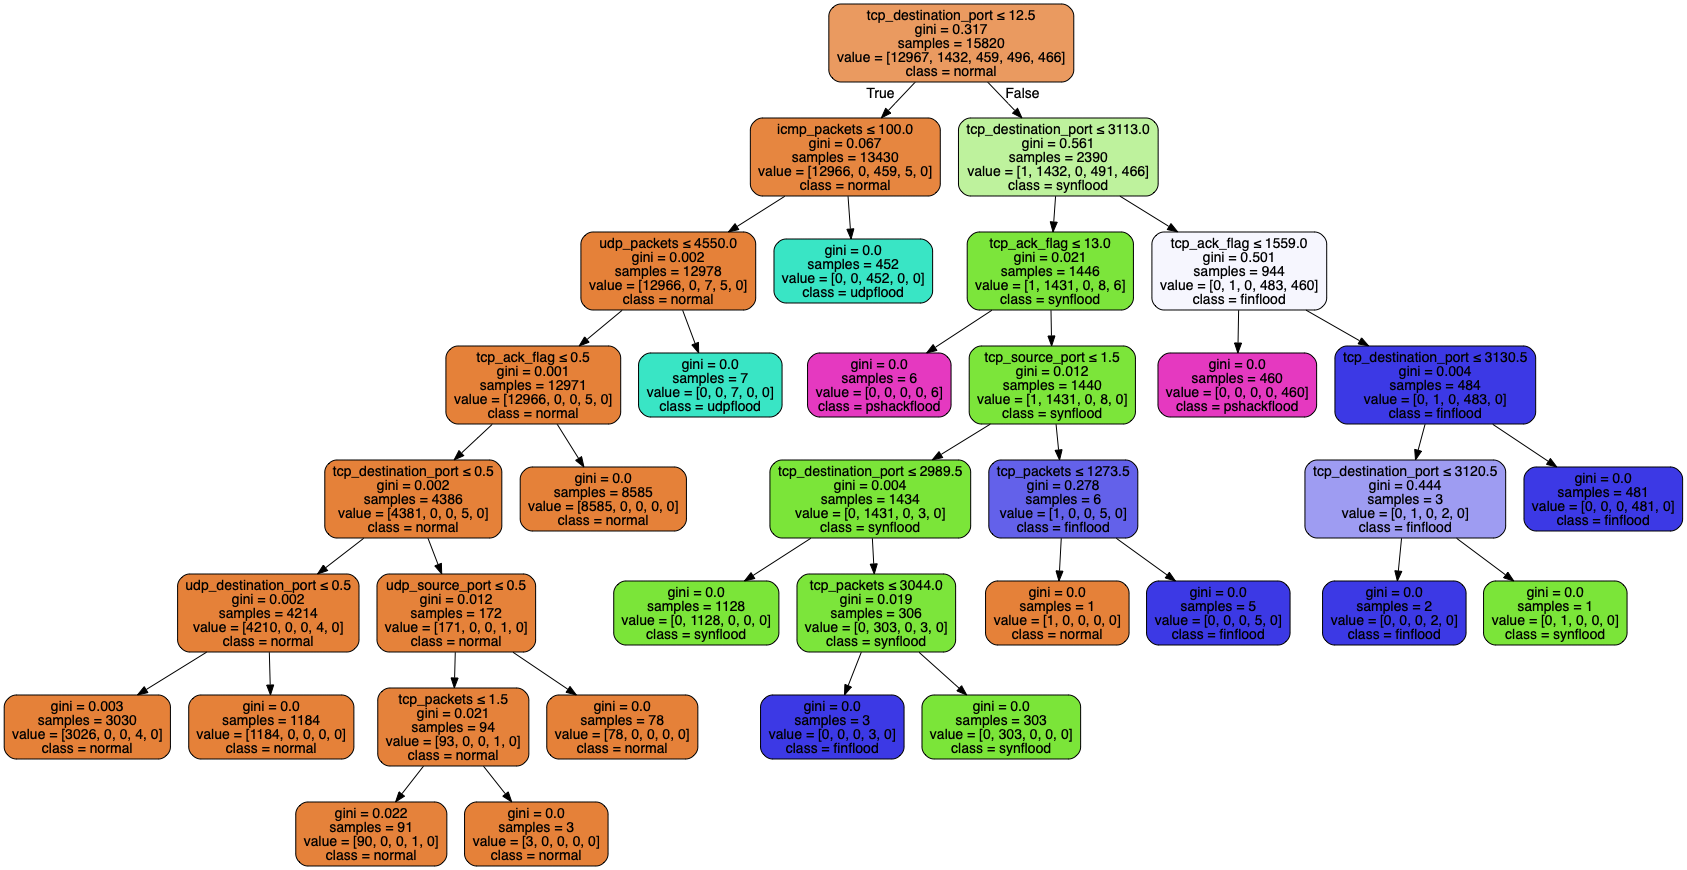 tcp_destination_port ≤ 12.5
gini = 0.317
samples = 15820
value = [12967, 1432, 459, 496, 466]
class = normal
True
False
icmp_packets ≤ 100.0
gini = 0.067
samples = 13430
value = [12966, 0, 459, 5, 0]
class = normal
tcp_destination_port ≤ 3113.0
gini = 0.561
samples = 2390
value = [1, 1432, 0, 491, 466]
class = synflood
udp_packets ≤ 4550.0
gini = 0.002
samples = 12978
value = [12966, 0, 7, 5, 0]
class = normal
gini = 0.0
samples = 452
value = [0, 0, 452, 0, 0]
class = udpflood
tcp_ack_flag ≤ 13.0
gini = 0.021
samples = 1446
value = [1, 1431, 0, 8, 6]
class = synflood
tcp_ack_flag ≤ 1559.0
gini = 0.501
samples = 944
value = [0, 1, 0, 483, 460]
class = finflood
tcp_ack_flag ≤ 0.5
gini = 0.001
samples = 12971
value = [12966, 0, 0, 5, 0]
class = normal
gini = 0.0
samples = 7
value = [0, 0, 7, 0, 0]
class = udpflood
gini = 0.0
samples = 6
value = [0, 0, 0, 0, 6]
class = pshackflood
tcp_source_port ≤ 1.5
gini = 0.012
samples = 1440
value = [1, 1431, 0, 8, 0]
class = synflood
gini = 0.0
samples = 460
value = [0, 0, 0, 0, 460]
class = pshackflood
tcp_destination_port ≤ 3130.5
gini = 0.004
samples = 484
value = [0, 1, 0, 483, 0]
class = finflood
tcp_destination_port ≤ 0.5
gini = 0.002
samples = 4386
value = [4381, 0, 0, 5, 0]
class = normal
gini = 0.0
samples = 8585
value = [8585, 0, 0, 0, 0]
class = normal
tcp_destination_port ≤ 2989.5
gini = 0.004
samples = 1434
value = [0, 1431, 0, 3, 0]
class = synflood
tcp_packets ≤ 1273.5
gini = 0.278
samples = 6
value = [1, 0, 0, 5, 0]
class = finflood
tcp_destination_port ≤ 3120.5
gini = 0.444
samples = 3
value = [0, 1, 0, 2, 0]
class = finflood
gini = 0.0
samples = 481
value = [0, 0, 0, 481, 0]
class = finflood
udp_destination_port ≤ 0.5
gini = 0.002
samples = 4214
value = [4210, 0, 0, 4, 0]
class = normal
udp_source_port ≤ 0.5
gini = 0.012
samples = 172
value = [171, 0, 0, 1, 0]
class = normal
gini = 0.0
samples = 1128
value = [0, 1128, 0, 0, 0]
class = synflood
tcp_packets ≤ 3044.0
gini = 0.019
samples = 306
value = [0, 303, 0, 3, 0]
class = synflood
gini = 0.0
samples = 1
value = [1, 0, 0, 0, 0]
class = normal
gini = 0.0
samples = 5
value = [0, 0, 0, 5, 0]
class = finflood
gini = 0.0
samples = 2
value = [0, 0, 0, 2, 0]
class = finflood
gini = 0.0
samples = 1
value = [0, 1, 0, 0, 0]
class = synflood
gini = 0.003
samples = 3030
value = [3026, 0, 0, 4, 0]
class = normal
gini = 0.0
samples = 1184
value = [1184, 0, 0, 0, 0]
class = normal
tcp_packets ≤ 1.5
gini = 0.021
samples = 94
value = [93, 0, 0, 1, 0]
class = normal
gini = 0.0
samples = 78
value = [78, 0, 0, 0, 0]
class = normal
gini = 0.0
samples = 3
value = [0, 0, 0, 3, 0]
class = finflood
gini = 0.0
samples = 303
value = [0, 303, 0, 0, 0]
class = synflood
gini = 0.022
samples = 91
value = [90, 0, 0, 1, 0]
class = normal
gini = 0.0
samples = 3
value = [3, 0, 0, 0, 0]
class = normal